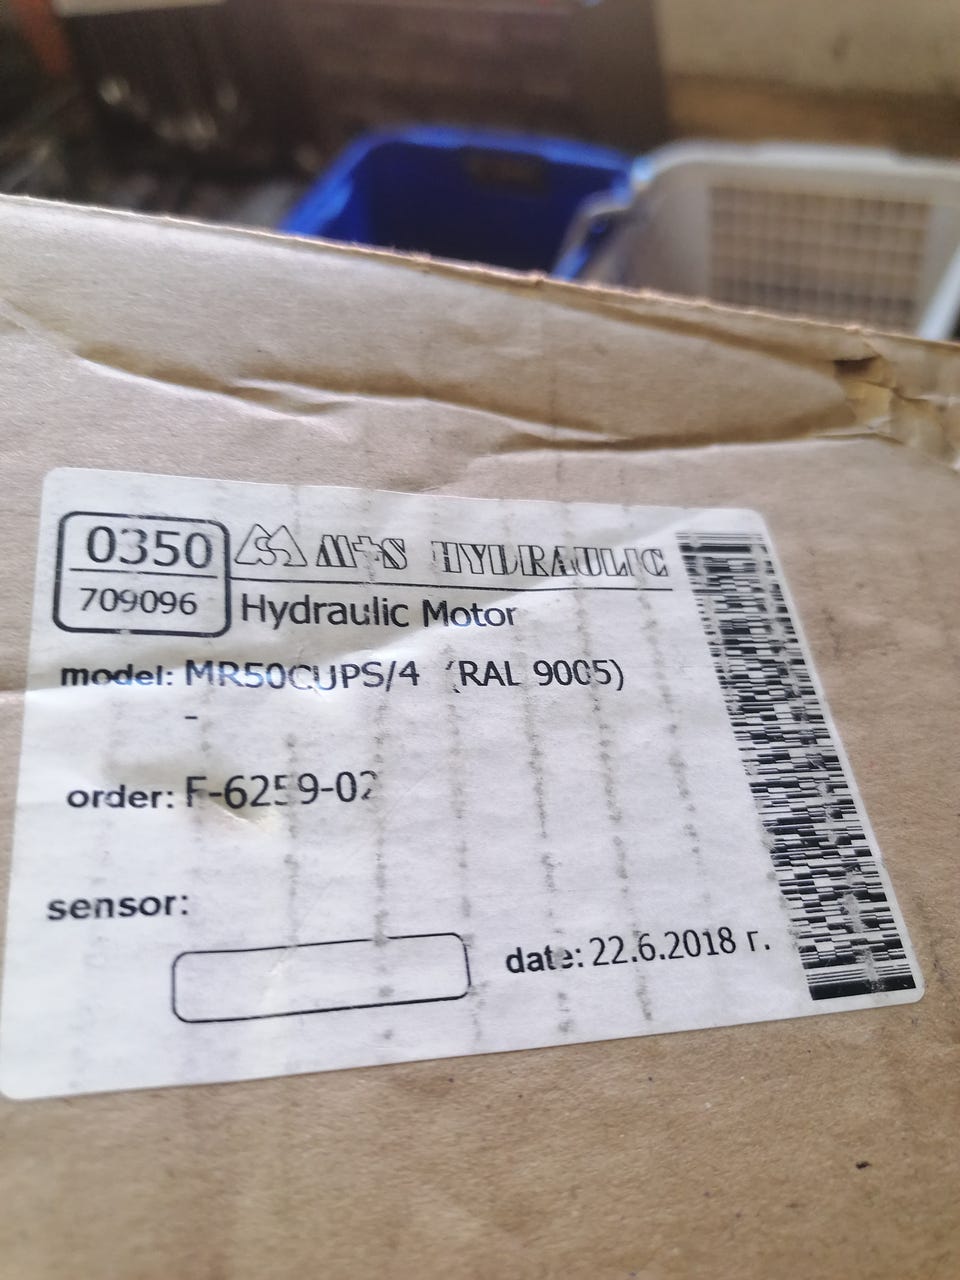 0350
709096
M+S HYDRAULIC
Hydraulic Motor
model: MR50CUPS/4 (RAL 9005)
-
order: F-6259-02
sensor:
date: 22.6.2018 г.